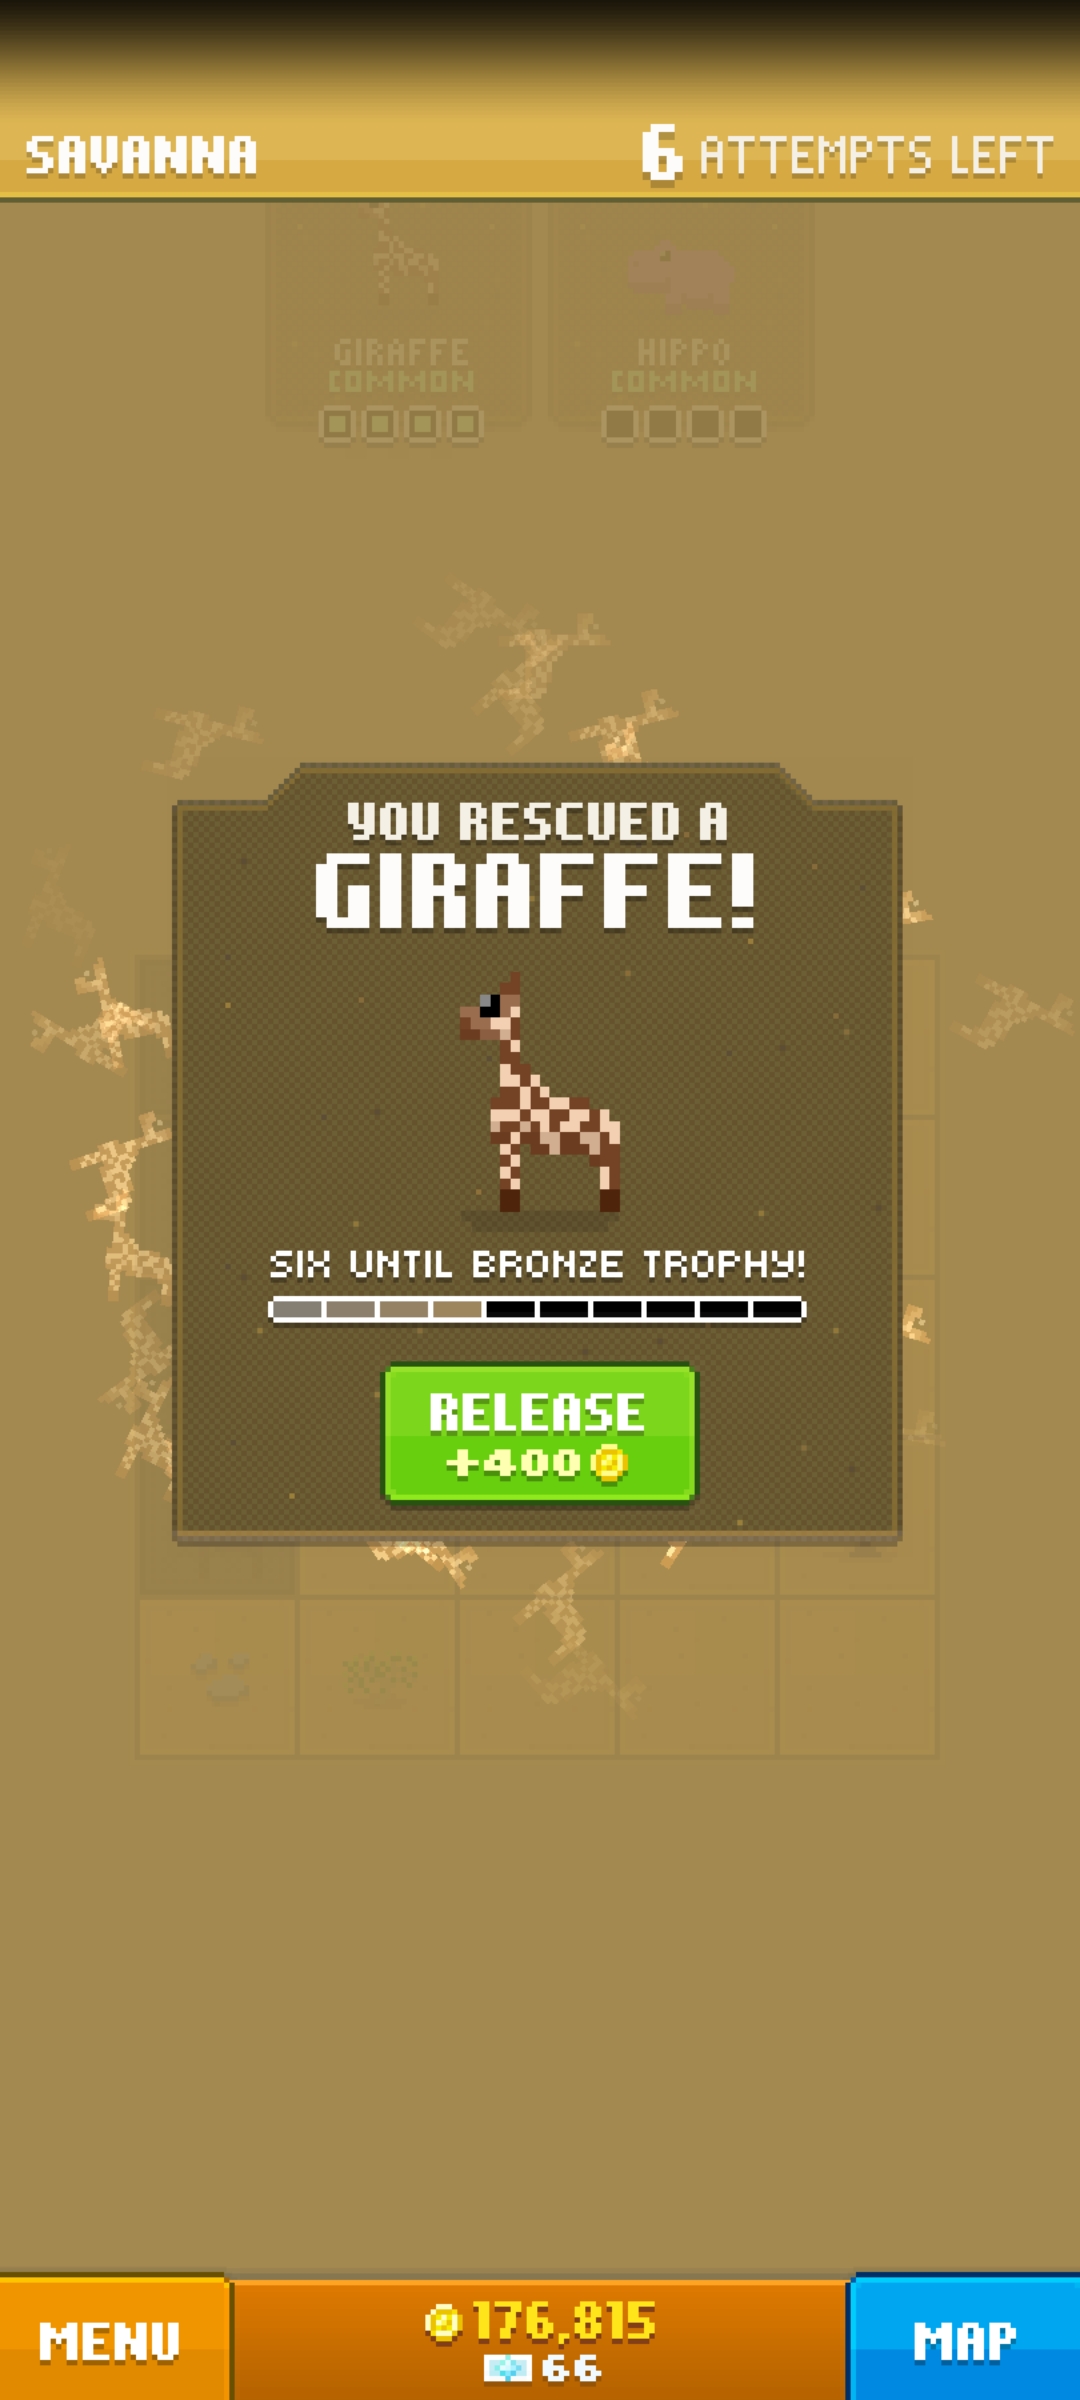 SAVANNA
6 ATTEMPTS LEFT
GIRAFFE
COMMON
HIPPO
COMMON
YOU RESCUED A
GIRAFFE!
SIX UNTIL BRONZE TROPHY!
RELEASE
+400
MENU
176,815
66
MAP